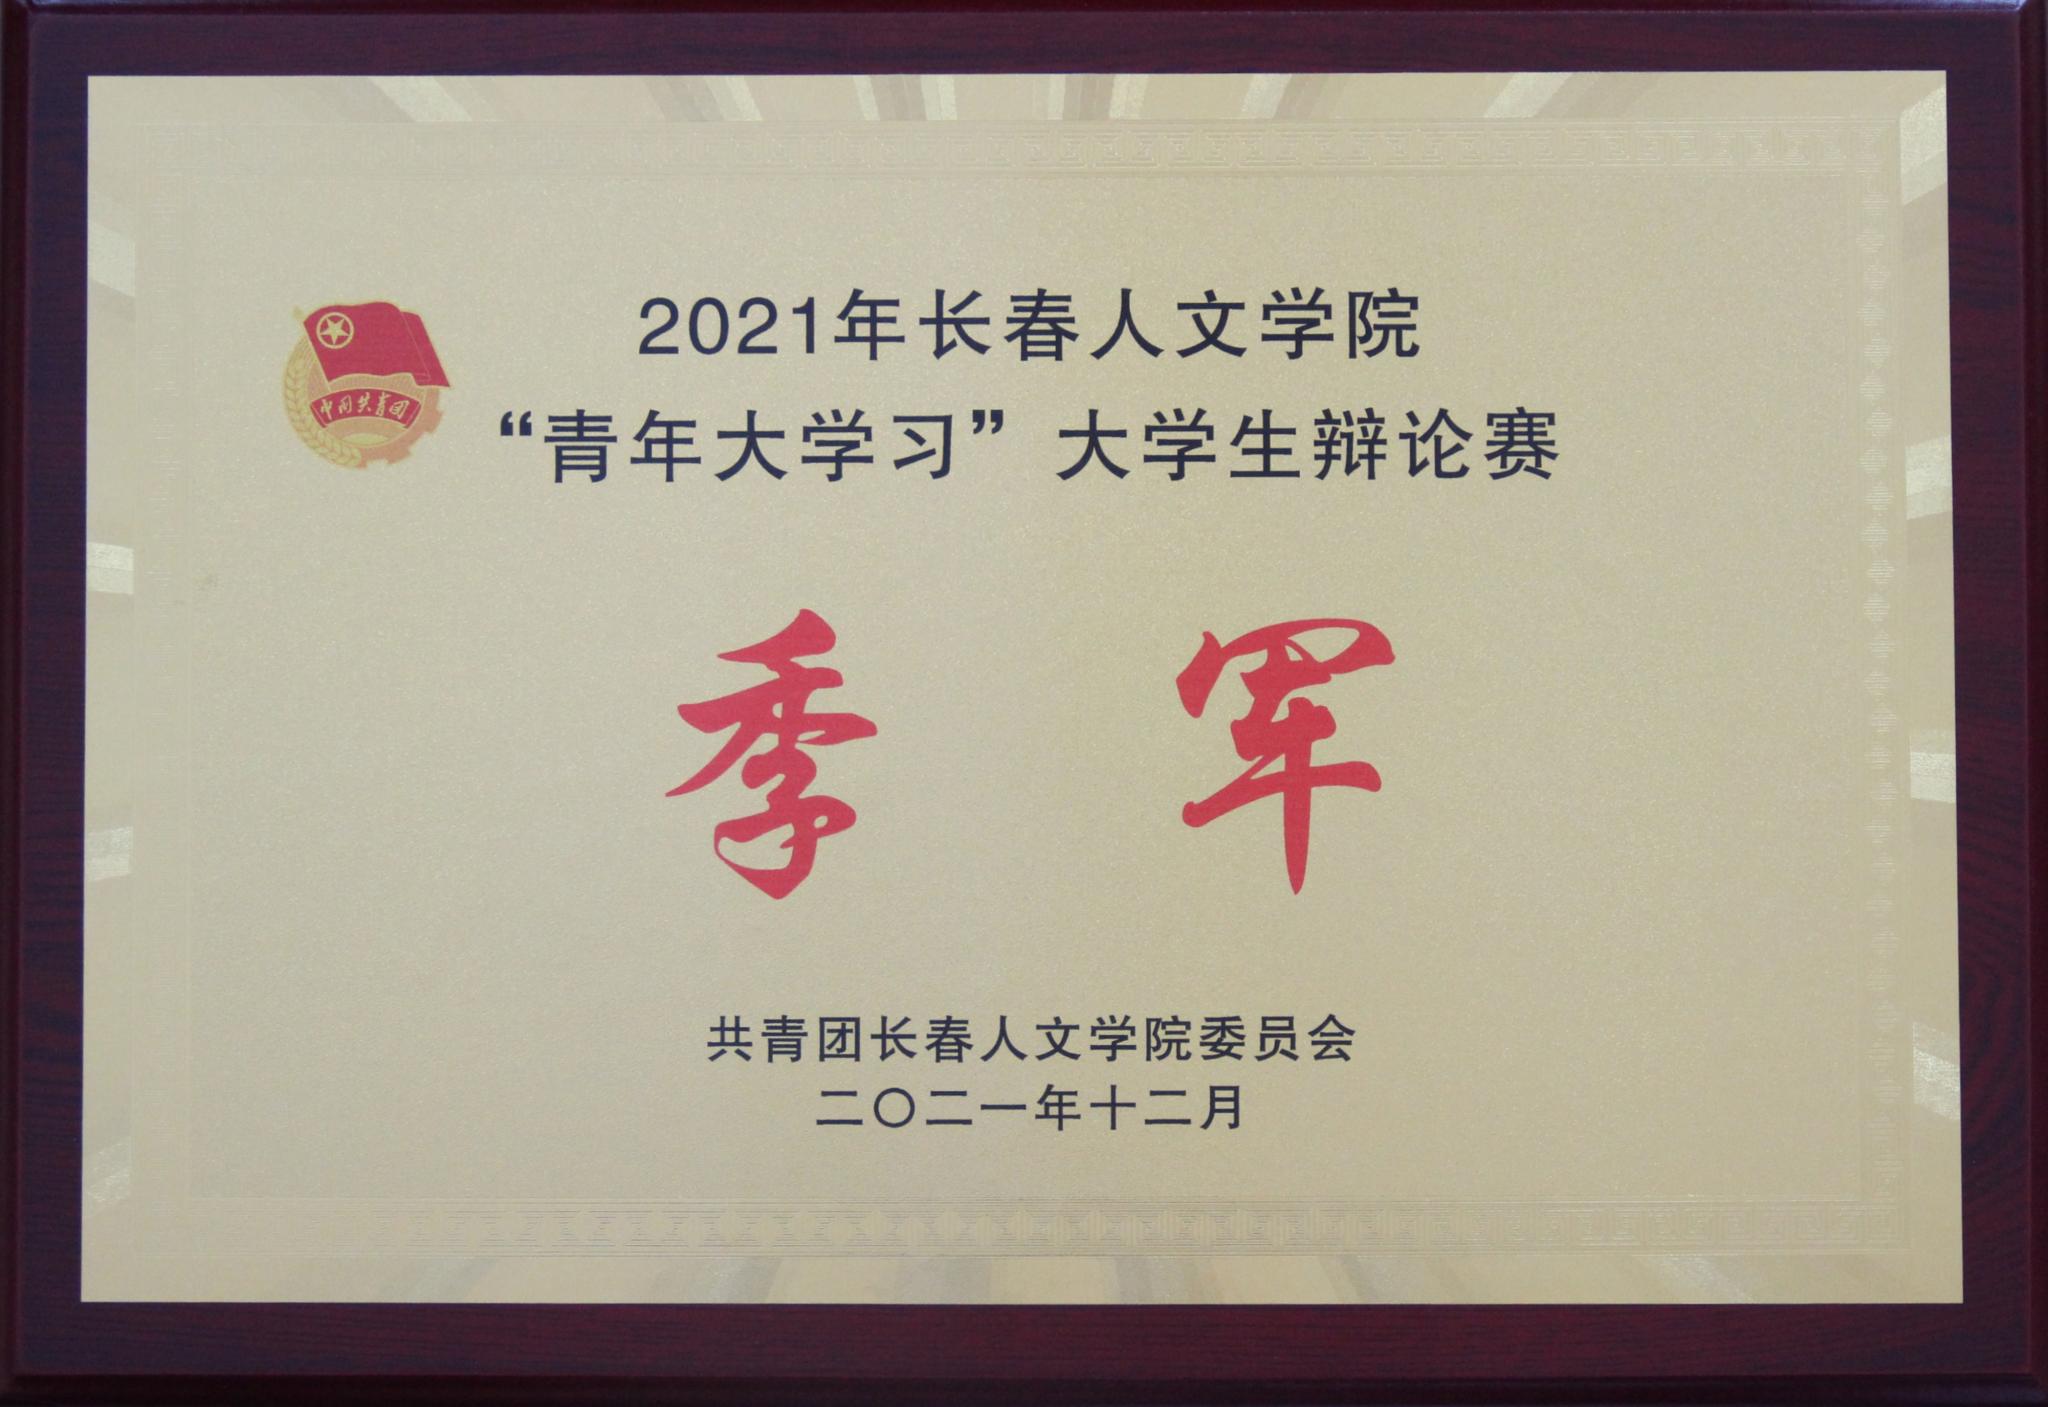 2021年长春人文学院
“青年大学习”大学生辩论赛
中国共青团
季军
共青团长春人文学院委员会
二〇二一年十二月